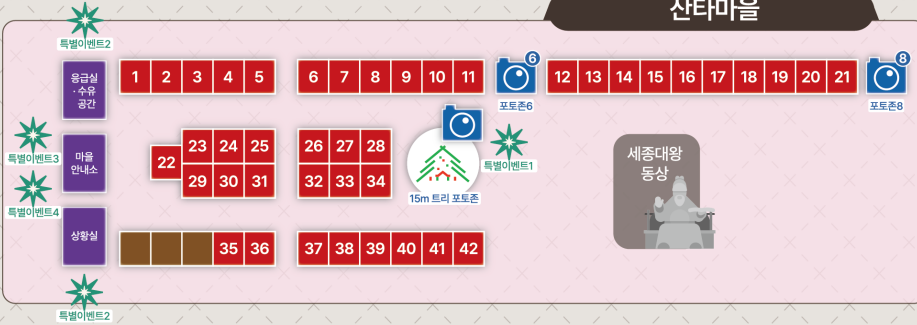 산타마을
특별이벤트2
응급실
· 수유
공간
1 2 3 4 5
6 7 8 9 10 11
6
포토존6
12 13 14 15 16 17 18 19 20 21
8
포토존8
특별이벤트3
마을
안내소
22
23 24 25
29 30 31
26 27 28
32 33 34
15m 트리 포토존
특별이벤트1
세종대왕
동상
특별이벤트4
상황실
35 36
37 38 39 40 41 42
특별이벤트2